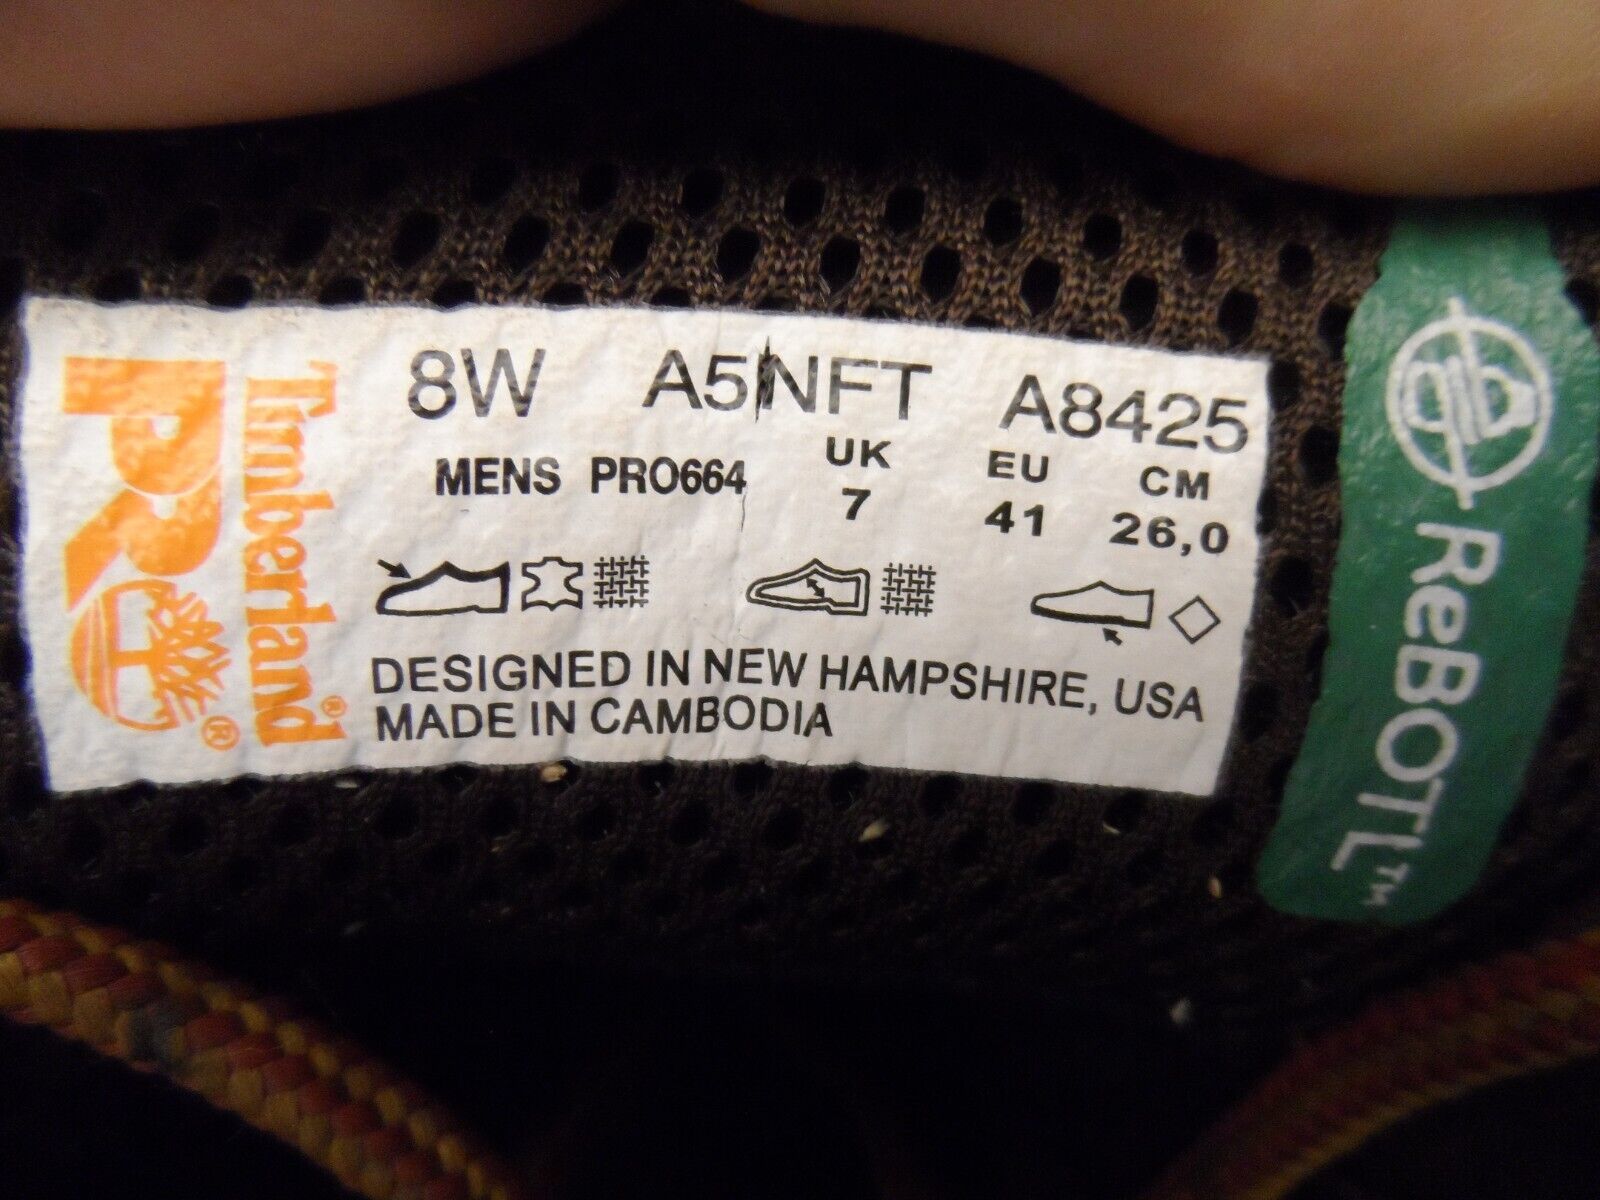 PRO®
Timberland®
8W A5NFT A8425
MENS PRO664 UK 7 EU 41 CM 26,0
DESIGNED IN NEW HAMPSHIRE, USA
MADE IN CAMBODIA
ReBOTL™